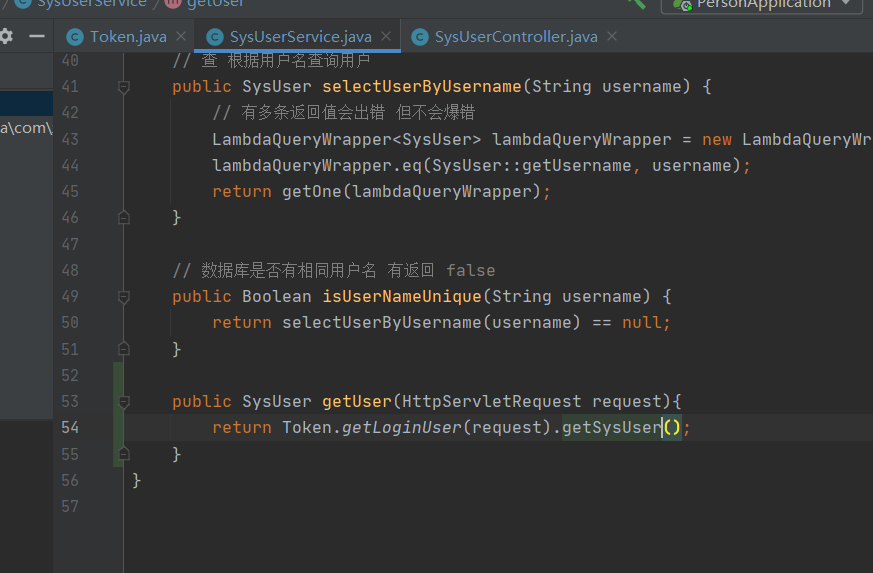 SysUserService / getUser PersonApplication
Token.java × SysUserService.java × SysUserController.java ×
40 // 查 根据用户名查询用户
41 public SysUser selectUserByUsername(String username) {
42 // 有多条返回值会出错 但不会爆错
a\com\
43 LambdaQueryWrapper<SysUser> lambdaQueryWrapper = new LambdaQueryWr
44 lambdaQueryWrapper.eq(SysUser::getUsername, username);
45 return getOne(lambdaQueryWrapper);
46 }
47
48 // 数据库是否有相同用户名 有返回 false
49 public Boolean isUserNameUnique(String username) {
50 return selectUserByUsername(username) == null;
51 }
52
53 public SysUser getUser(HttpServletRequest request){
54 return Token.getLoginUser(request).getSysUser();
55 }
56 }
57